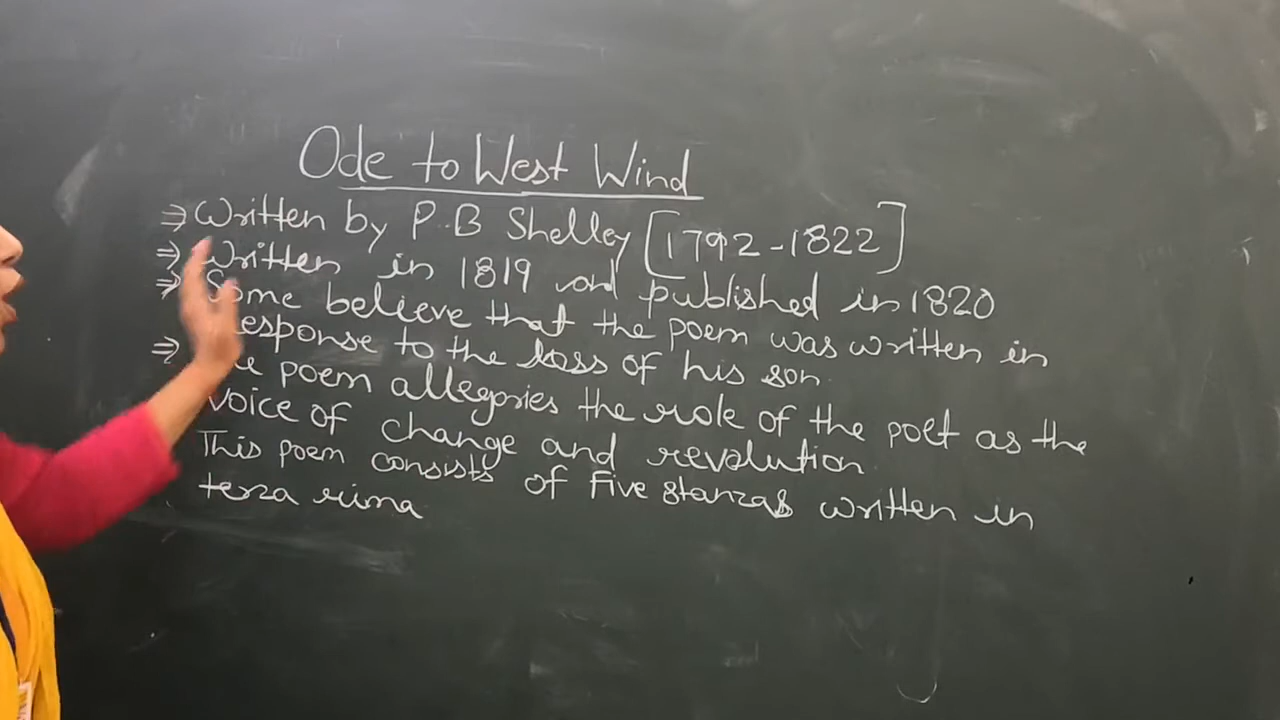 Ode to West Wind
⇒ Written by P.B Shelley [1792-1822]
⇒ Written in 1819 and published in 1820
⇒ Some believe that the poem was written in
response to the loss of his son.
⇒ poem allegories the role of the poet as the
voice of change and revolution.
This poem consists of Five stanzas written in
terza rima